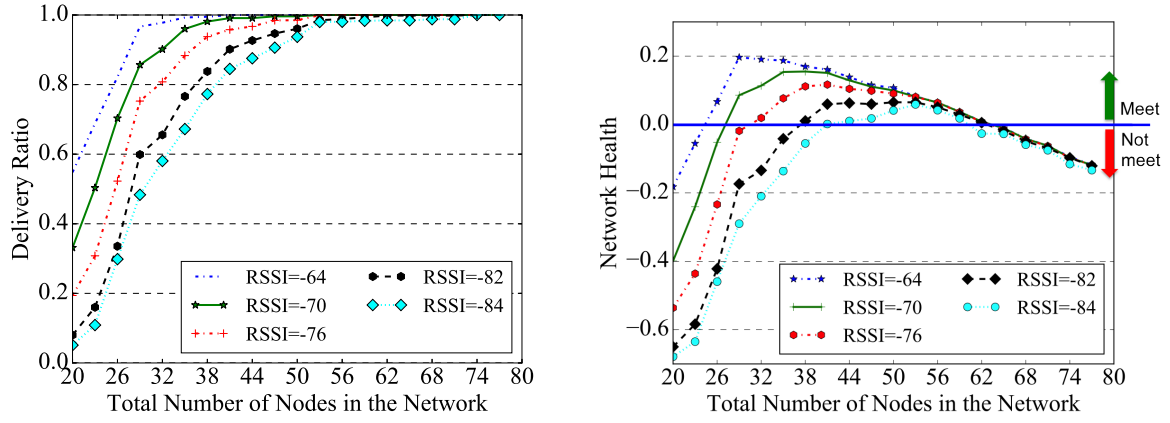 1.0
0.8
0.6
0.4
0.2
0.0
Delivery Ratio
RSSI=-64
RSSI=-70
RSSI=-76
RSSI=-82
RSSI=-84
20 26 32 38 44 50 56 62 68 74 80
Total Number of Nodes in the Network
0.2
0.0
−0.2
−0.4
−0.6
Network Health
Meet
Not
meet
RSSI=-64
RSSI=-70
RSSI=-76
RSSI=-82
RSSI=-84
20 26 32 38 44 50 56 62 68 74 80
Total Number of Nodes in the Network